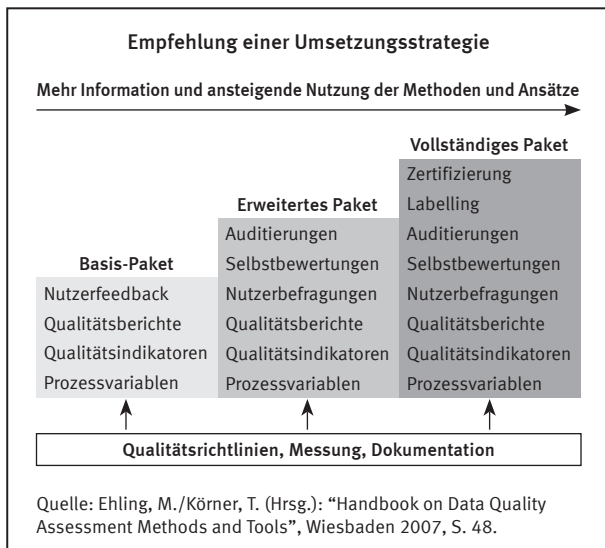 Empfehlung einer Umsetzungsstrategie
Mehr Information und ansteigende Nutzung der Methoden und Ansätze
Basis-Paket
Nutzerfeedback
Qualitätsberichte
Qualitätsindikatoren
Prozessvariablen
Erweitertes Paket
Auditierungen
Selbstbewertungen
Nutzerbefragungen
Qualitätsberichte
Qualitätsindikatoren
Prozessvariablen
Vollständiges Paket
Zertifizierung
Labelling
Auditierungen
Selbstbewertungen
Nutzerbefragungen
Qualitätsberichte
Qualitätsindikatoren
Prozessvariablen
Qualitätsrichtlinien, Messung, Dokumentation
Quelle: Ehling, M./Körner, T. (Hrsg.): “Handbook on Data Quality
Assessment Methods and Tools”, Wiesbaden 2007, S. 48.